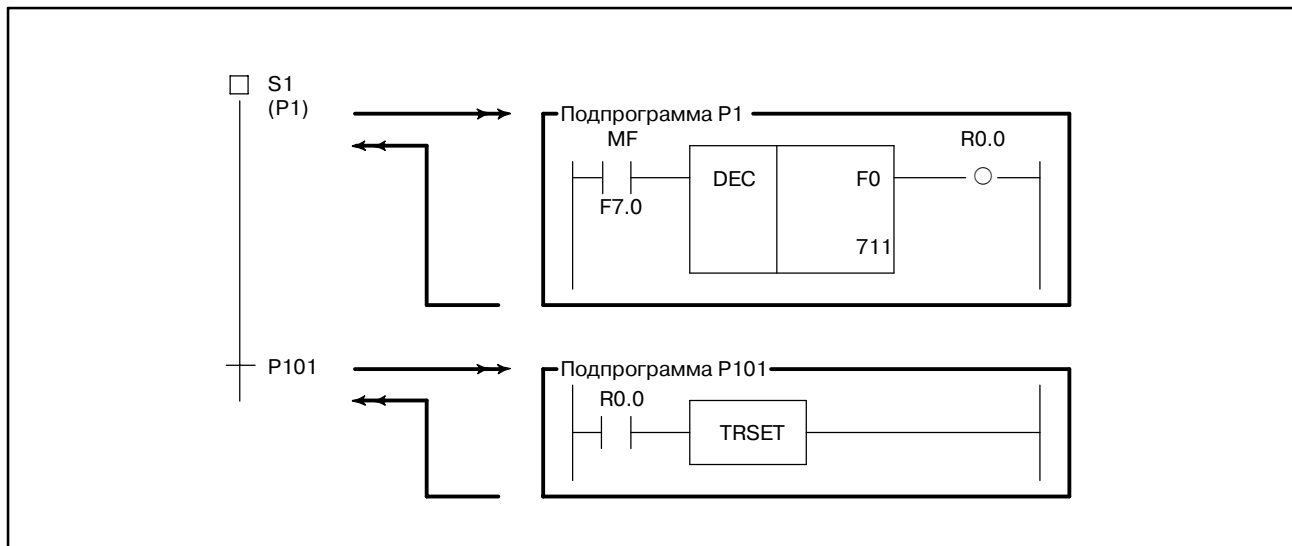 S1
(P1)
Подпрограмма P1
MF
R0.0
DEC
F0
F7.0
711
P101
Подпрограмма P101
R0.0
TRSET